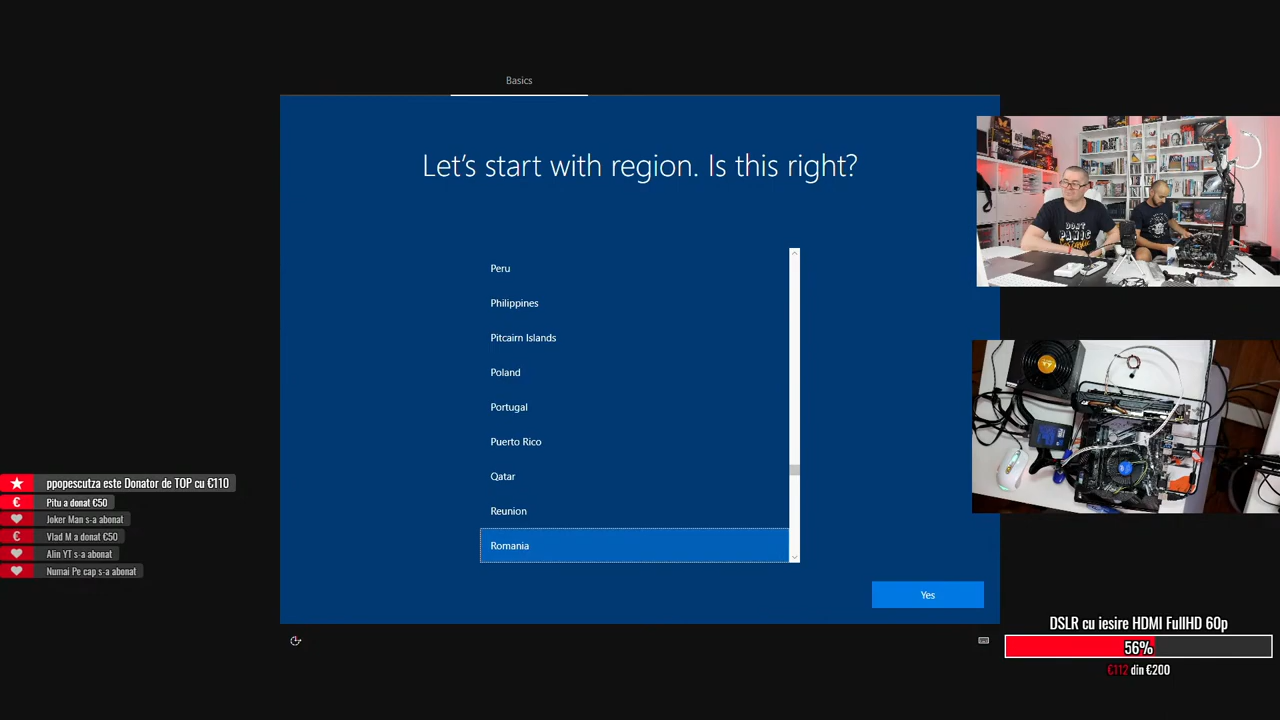 Basics
Let's start with region. Is this right?
Peru
Philippines
Pitcairn Islands
Poland
Portugal
Puerto Rico
Qatar
Reunion
Romania
Yes
DON'T
PANIC
ppopescutza este Donator de TOP cu €110
€ Pitu a donat €50
Joker Man s-a abonat
€ Vlad M a donat €50
Alin YT s-a abonat
Numai Pe cap s-a abonat
DSLR cu iesire HDMI FullHD 60p
56%
€112 din €200